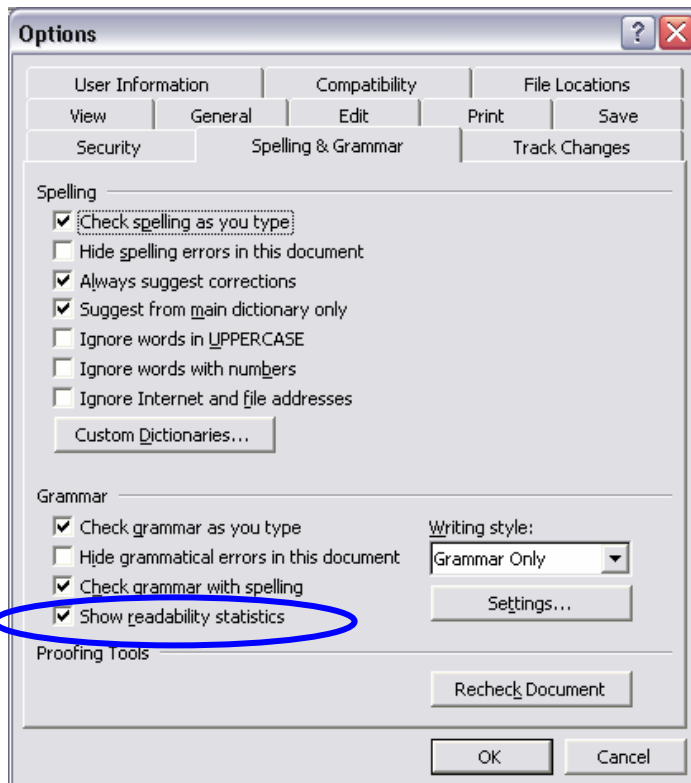 Options
User Information Compatibility File Locations
View General Edit Print Save
Security Spelling & Grammar Track Changes
Spelling
Check spelling as you type
Hide spelling errors in this document
Always suggest corrections
Suggest from main dictionary only
Ignore words in UPPERCASE
Ignore words with numbers
Ignore Internet and file addresses
Custom Dictionaries...
Grammar
Check grammar as you type Writing style:
Hide grammatical errors in this document Grammar Only
Check grammar with spelling
Show readability statistics Settings...
Proofing Tools
Recheck Document
OK Cancel